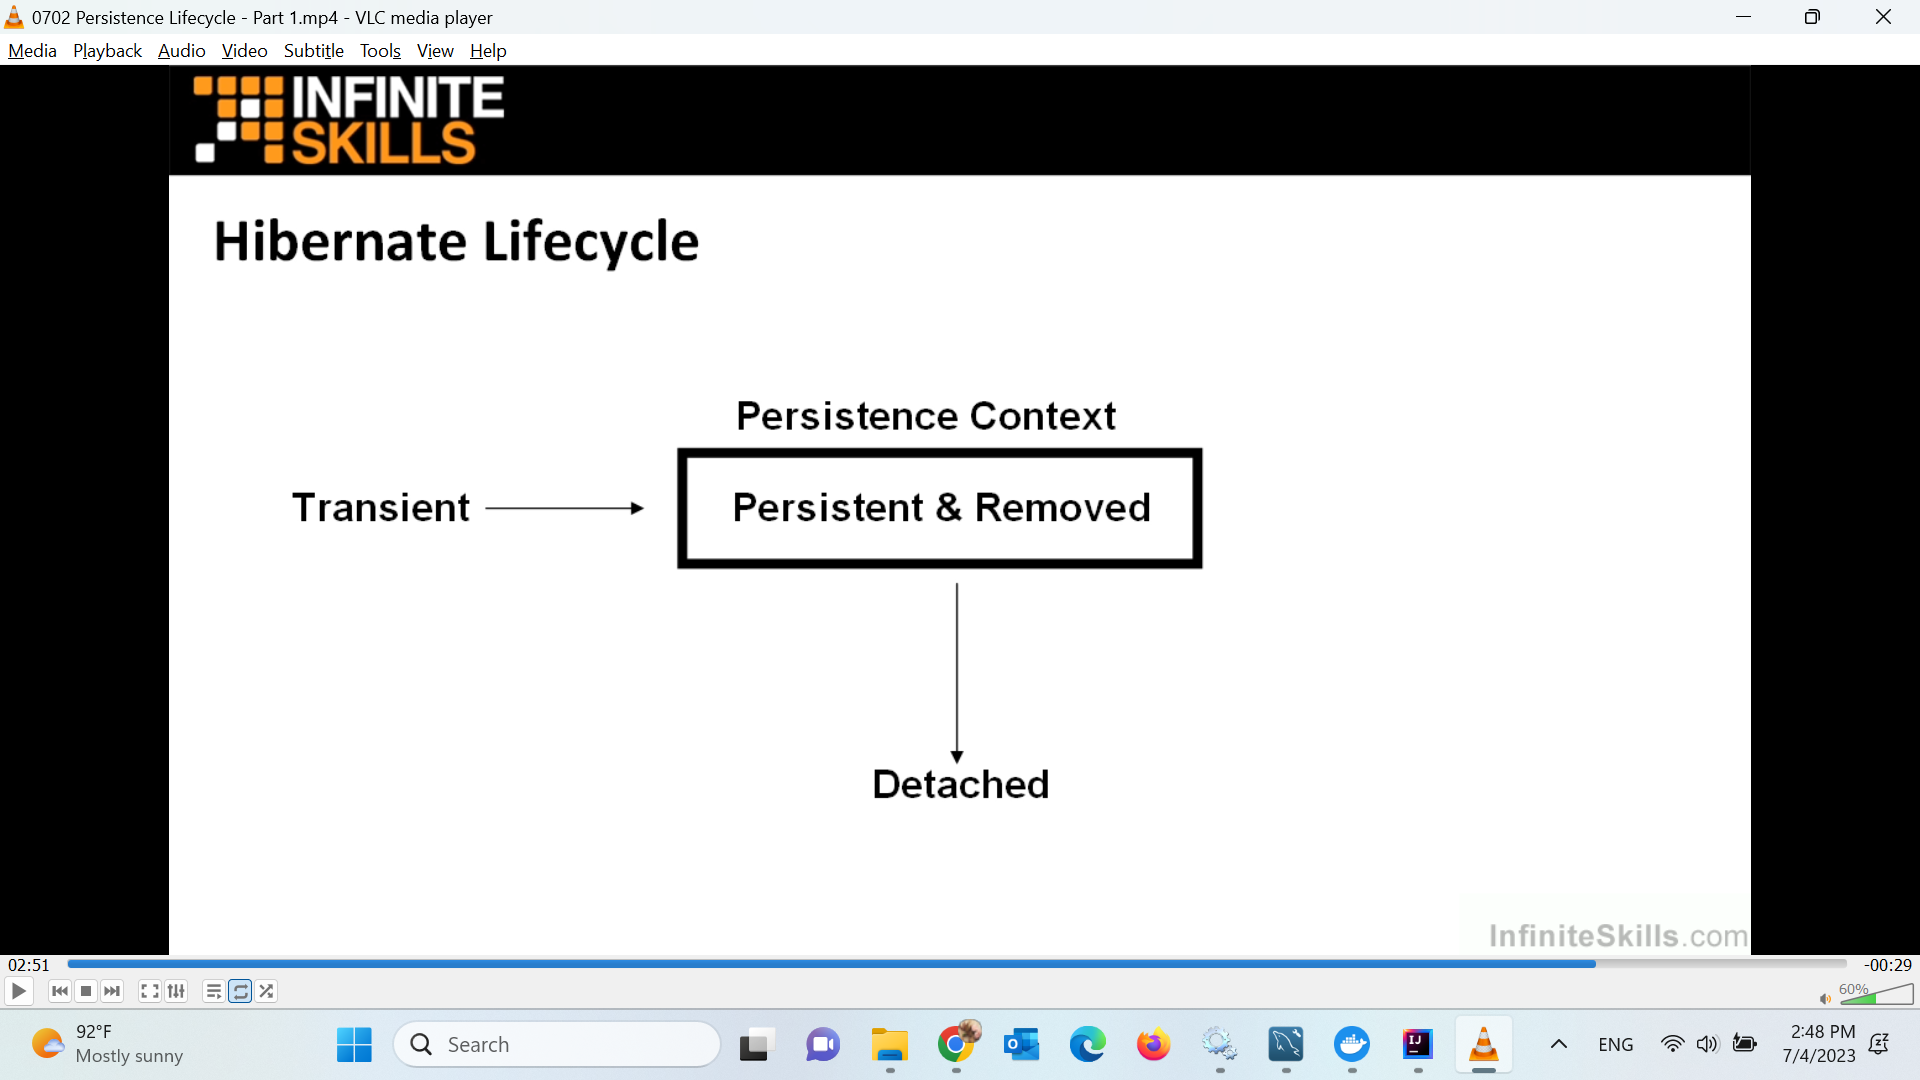 0702 Persistence Lifecycle - Part 1.mp4 - VLC media player
Media Playback Audio Video Subtitle Tools View Help
INFINITE
SKILLS
Hibernate Lifecycle
Persistence Context
Transient
Persistent & Removed
Detached
InfiniteSkills.com
02:51
-00:29
60%
92°F
Mostly sunny
Search
IJ
ENG
2:48 PM
7/4/2023